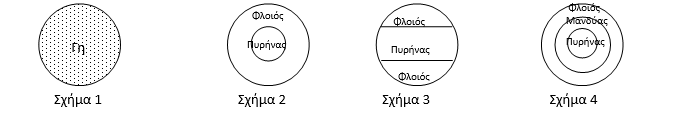 Γη
Σχήμα 1
Φλοιός
Πυρήνας
Σχήμα 2
Φλοιός
Πυρήνας
Φλοιός
Σχήμα 3
Φλοιός
Μανδύας
Πυρήνας
Σχήμα 4